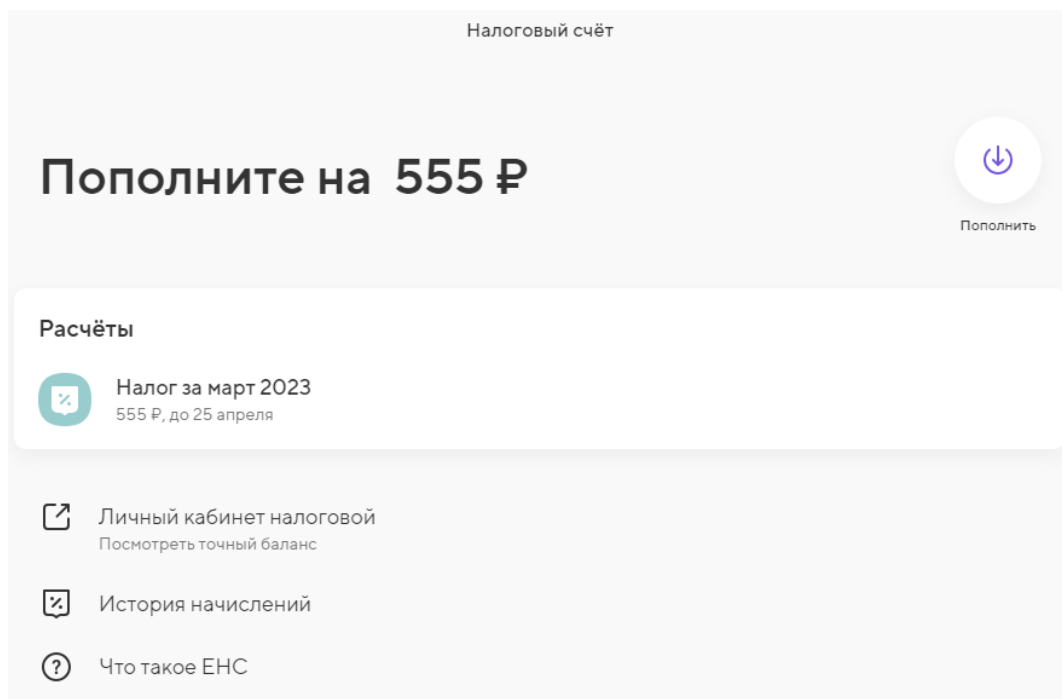 Налоговый счёт
Пополните на 555 ₽
Пополнить
Расчёты
Налог за март 2023
555 ₽, до 25 апреля
Личный кабинет налоговой
Посмотреть точный баланс
История начислений
Что такое ЕНС